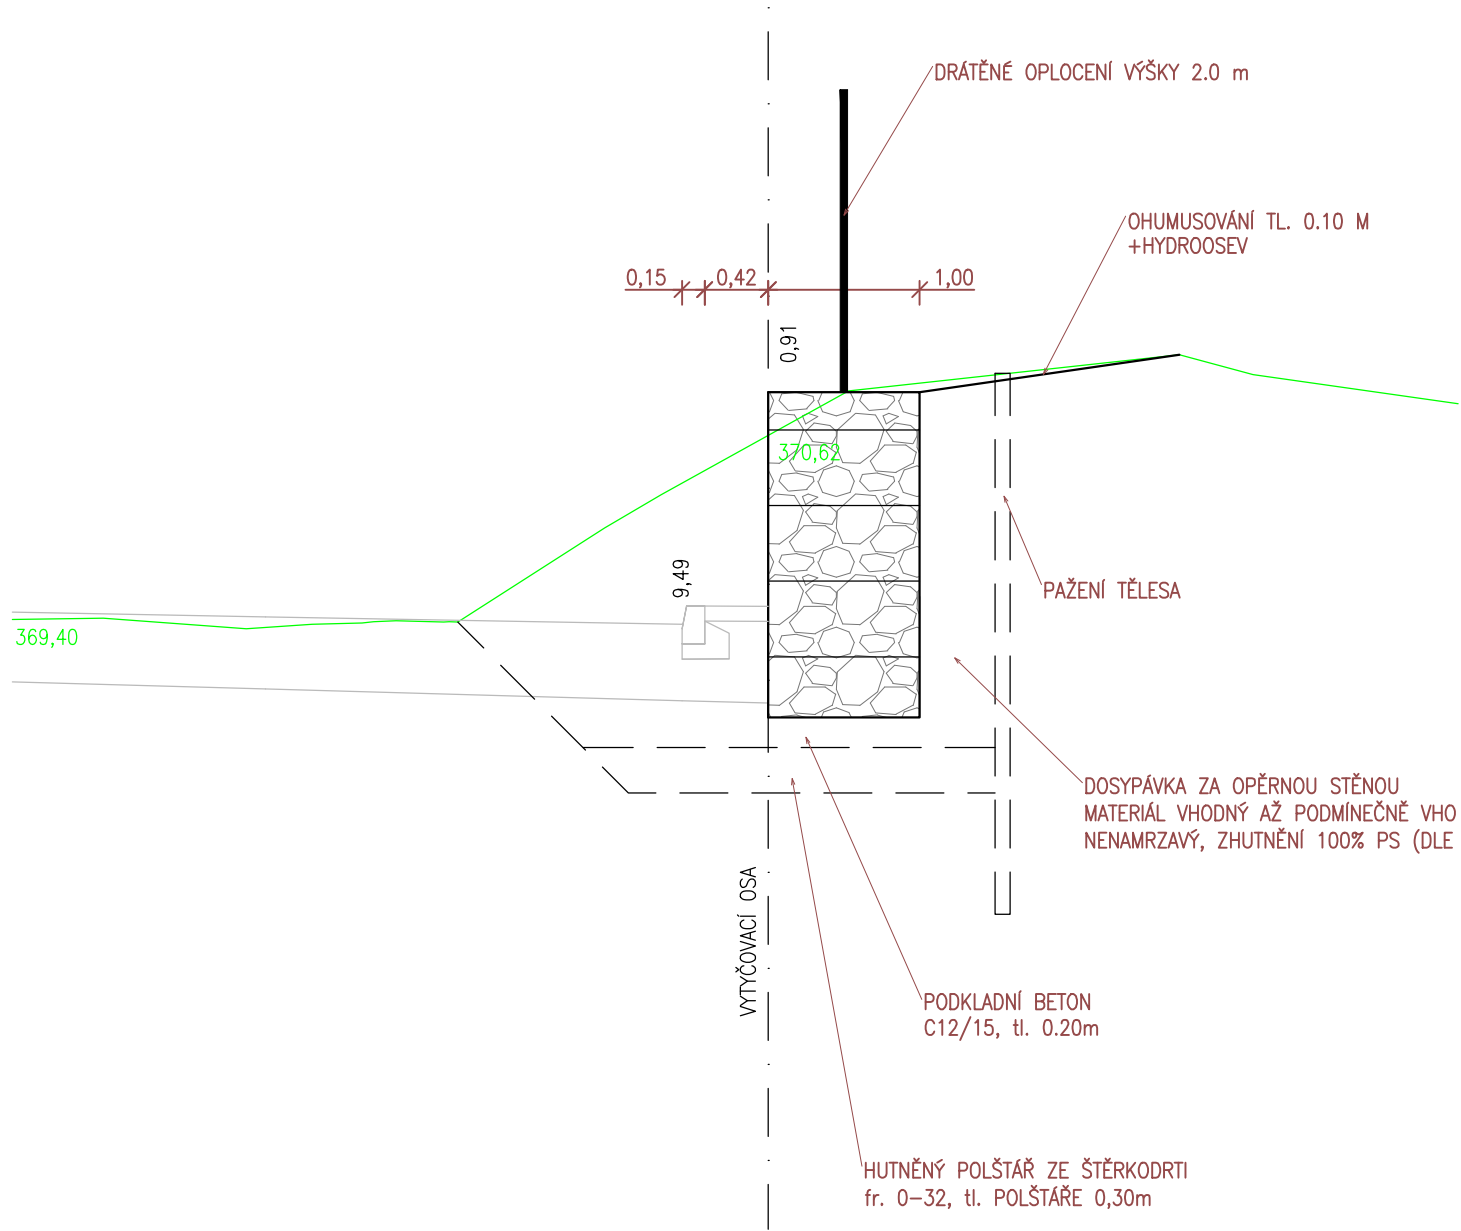 DRÁTĚNÉ OPLOCENÍ VÝŠKY 2.0 m
OHUMUSOVÁNÍ TL. 0.10 M
+HYDROOSEV
0,15
0,42
1,00
0,91
370,62
9,49
369,40
PAŽENÍ TĚLESA
DOSYPÁVKA ZA OPĚRNOU STĚNOU
MATERIÁL VHODNÝ AŽ PODMÍNEČNĚ VHO
NENAMRZAVÝ, ZHUTNĚNÍ 100% PS (DLE
VYTYČOVACÍ OSA
PODKLADNÍ BETON
C12/15, tl. 0.20m
HUTNĚNÝ POLŠTÁŘ ZE ŠTĚRKODRTI
fr. 0-32, tl. POLŠTÁŘE 0,30m